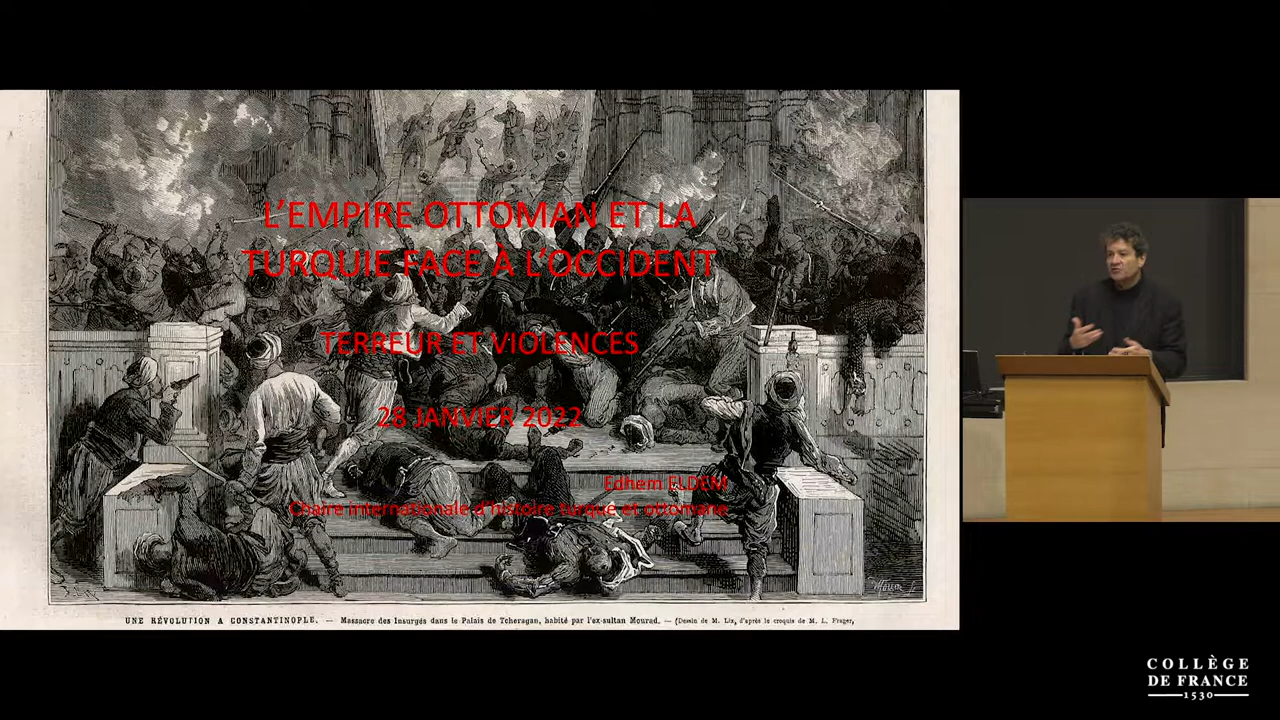 L'EMPIRE OTTOMAN ET LA
TURQUIE FACE À L'OCCIDENT
TERREUR ET VIOLENCES
28 JANVIER 2022
Edhem ELDEM
Chaire internationale d'histoire turque et ottomane
UNE RÉVOLUTION A CONSTANTINOPLE. — Massacre des Insurgés dans le Palais de Tcheragan, habité par l'ex-sultan Mourad. — (Dessin de M. Lix, d'après le croquis de M. L.
COLLÈGE
DE FRANCE
1530